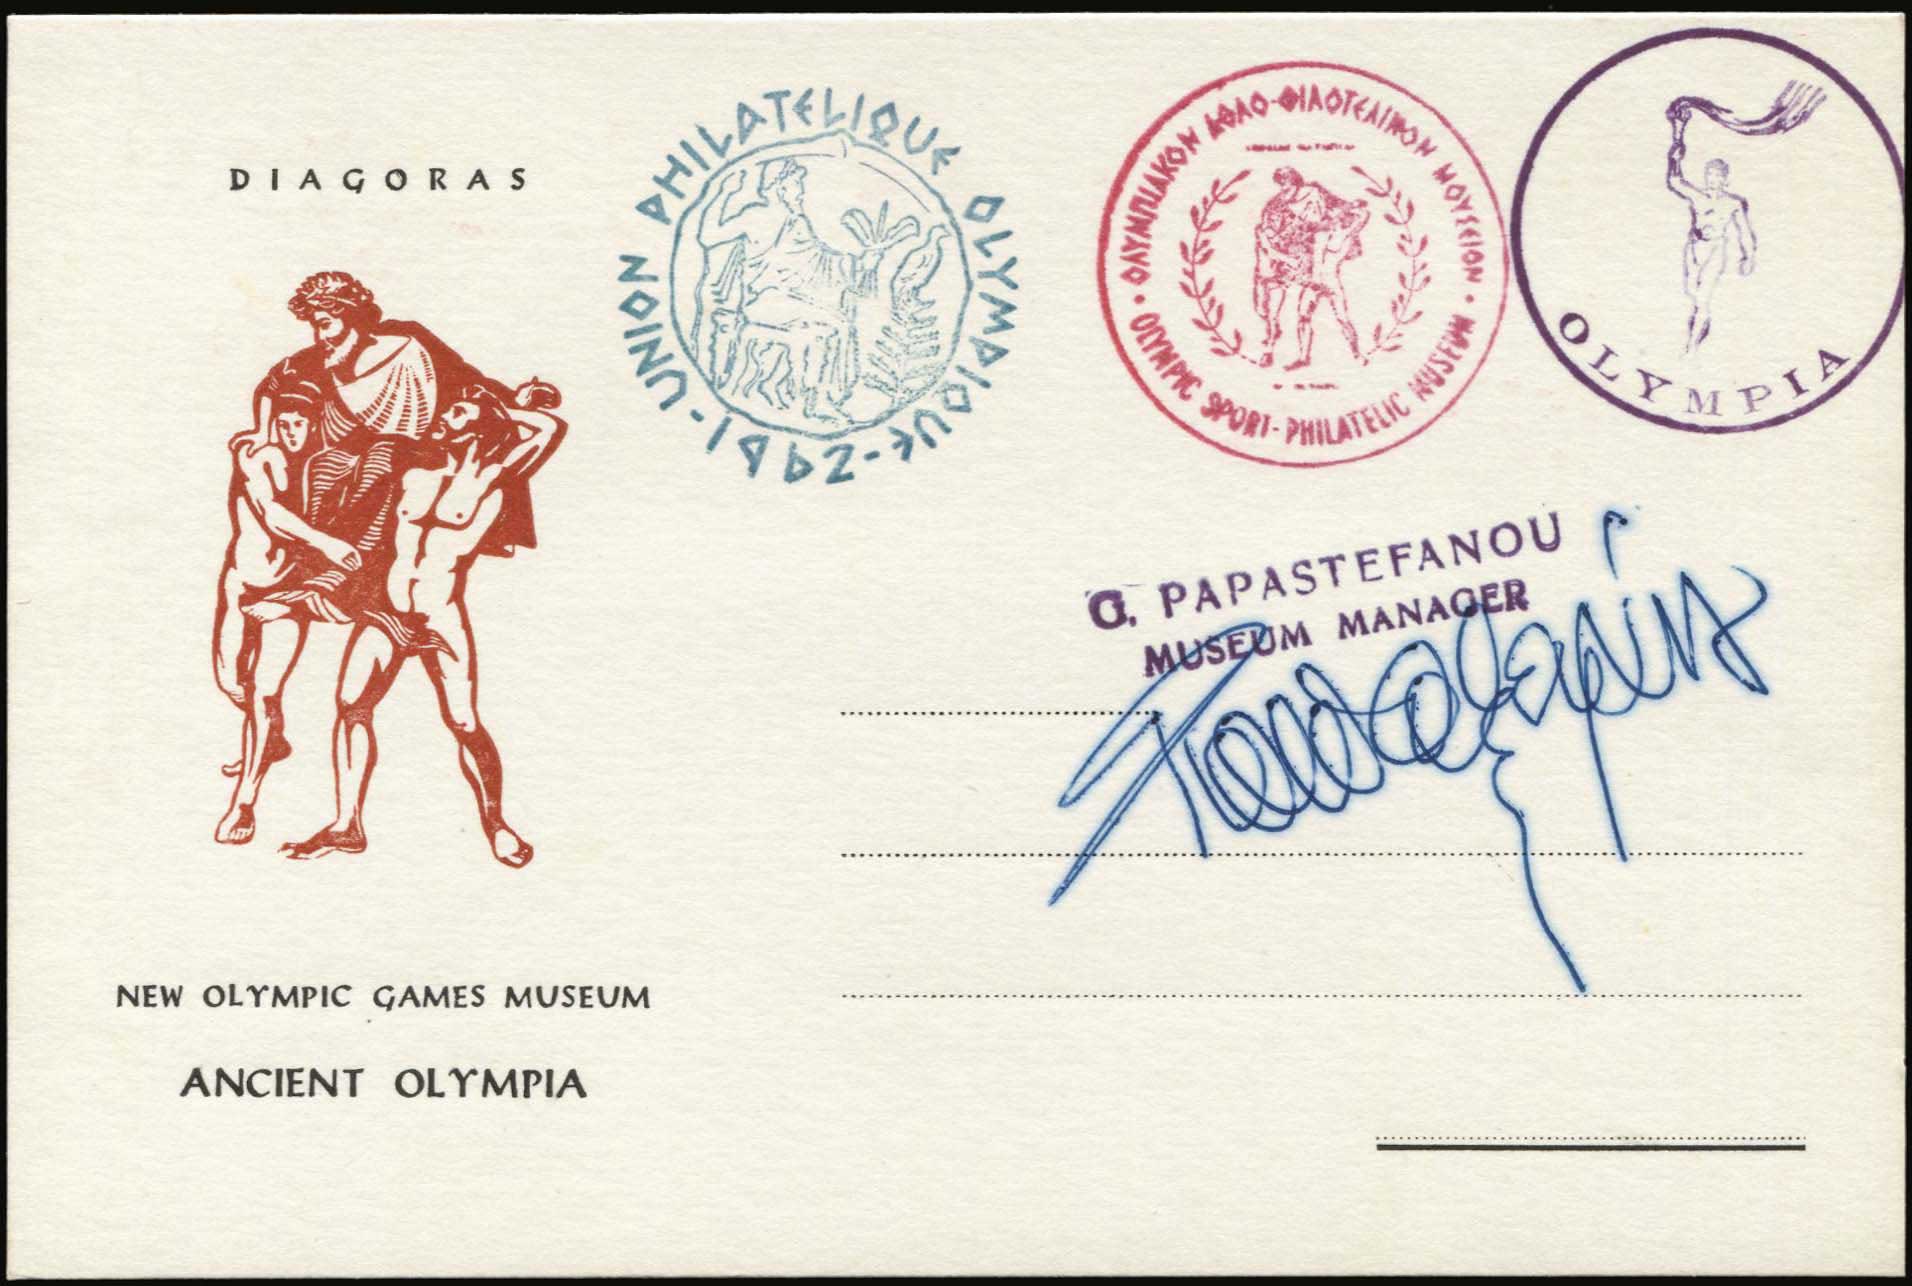 DIAGORAS
UNION PHILATELIQUE OLYMPIQUE-1962-
• ΟΛΥΜΠΙΑΚΟΝ ΑΘΛΟ-ΦΙΛΟΤΕΛΙΚΟΝ ΜΟΥΣΕΙΟΝ •
OLYMPIC SPORT-PHILATELIC MUSEUM
OLYMPIA
G. PAPASTEFANOU
MUSEUM MANAGER
NEW OLYMPIC GAMES MUSEUM
ANCIENT OLYMPIA